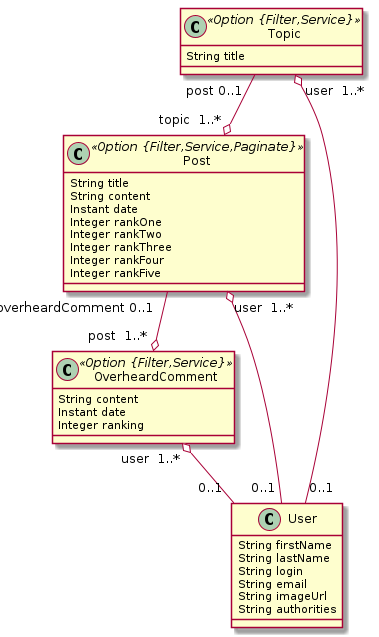 C «Option {Filter,Service}»
Topic
String title
post 0..1
user 1..*
topic 1..*
C «Option {Filter,Service,Paginate}»
Post
String title
String content
Instant date
Integer rankOne
Integer rankTwo
Integer rankThree
Integer rankFour
Integer rankFive
overheardComment 0..1
user 1..*
post 1..*
C «Option {Filter,Service}»
OverheardComment
String content
Instant date
Integer ranking
user 1..*
0..1
0..1
0..1
C User
String firstName
String lastName
String login
String email
String imageUrl
String authorities